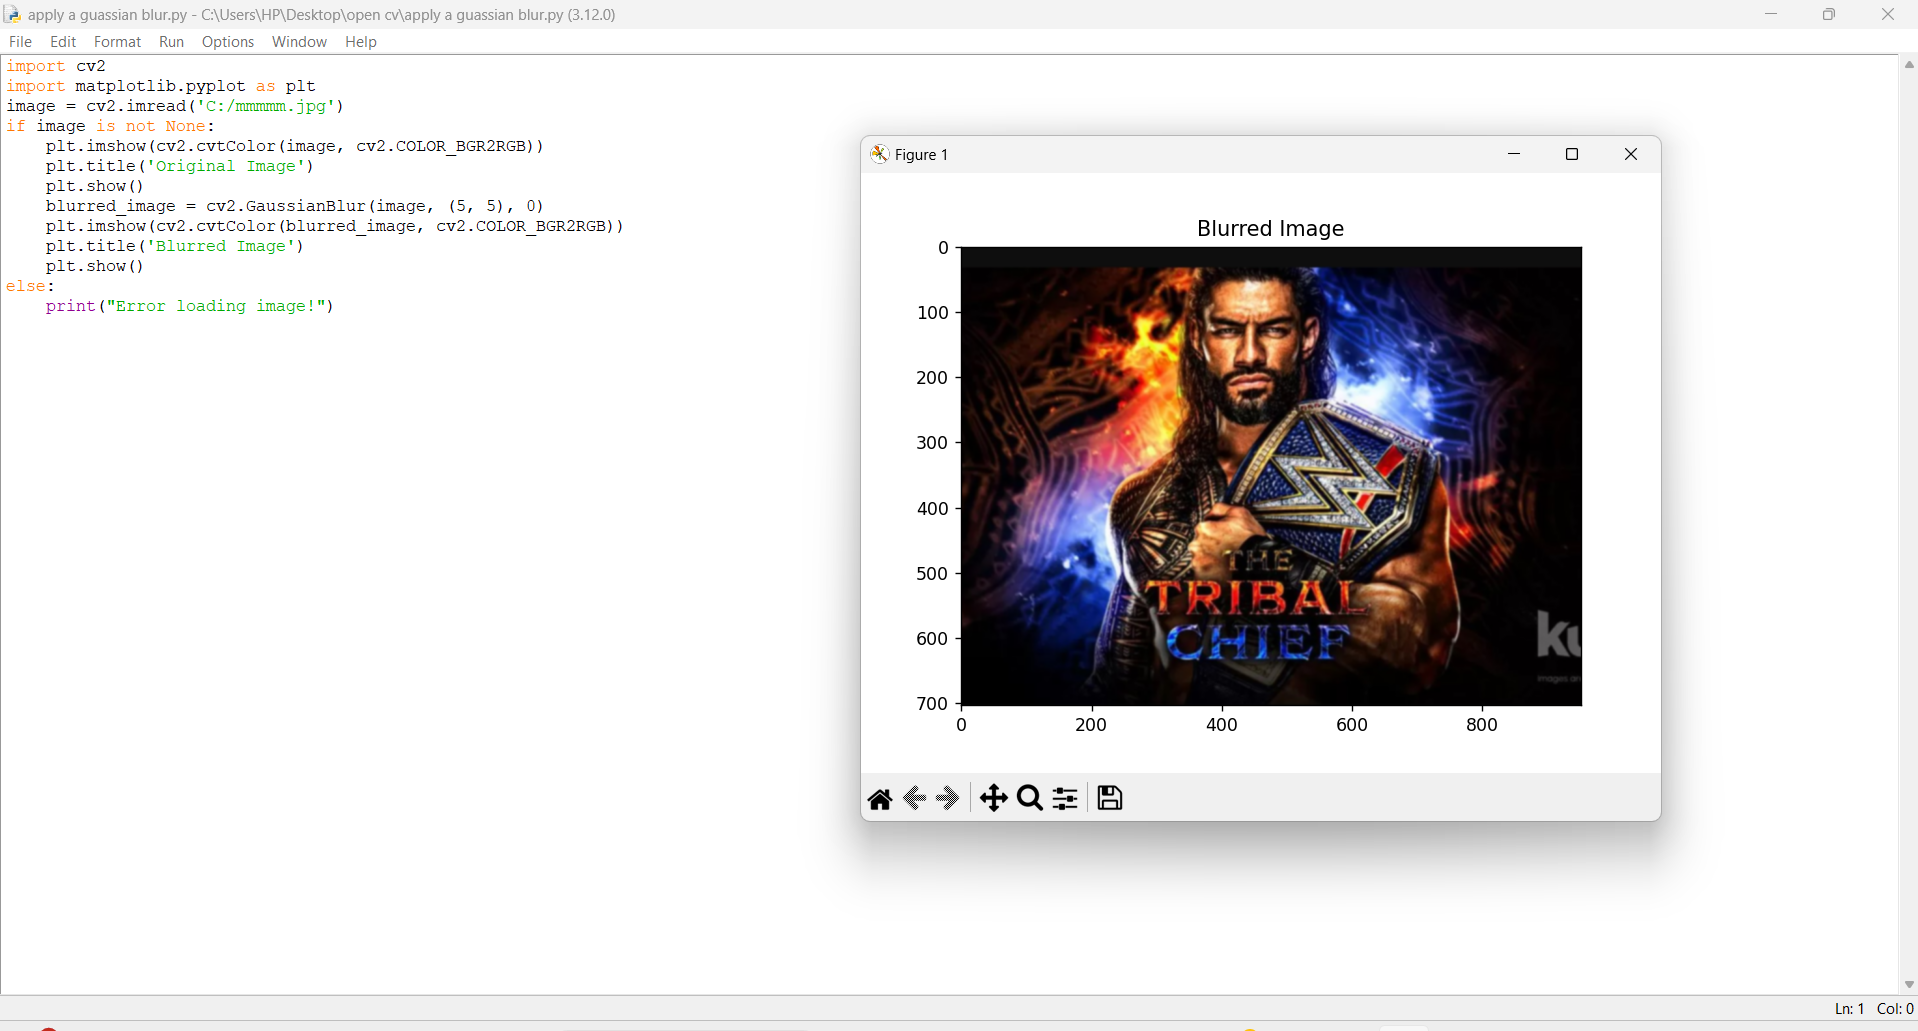 apply a guassian blur.py - C:\Users\HP\Desktop\open cv\apply a guassian blur.py (3.12.0)
File Edit Format Run Options Window Help
import cv2
import matplotlib.pyplot as plt
image = cv2.imread('C:/mmmmm.jpg')
if image is not None:
    plt.imshow(cv2.cvtColor(image, cv2.COLOR_BGR2RGB))
    plt.title('Original Image')
    plt.show()
    blurred_image = cv2.GaussianBlur(image, (5, 5), 0)
    plt.imshow(cv2.cvtColor(blurred_image, cv2.COLOR_BGR2RGB))
    plt.title('Blurred Image')
    plt.show()
else:
    print("Error loading image!")
Figure 1
Blurred Image
0
100
200
300
400
500
600
700
0 200 400 600 800
THE
TRIBAL
CHIEF
ku
images an
Ln: 1 Col: 0